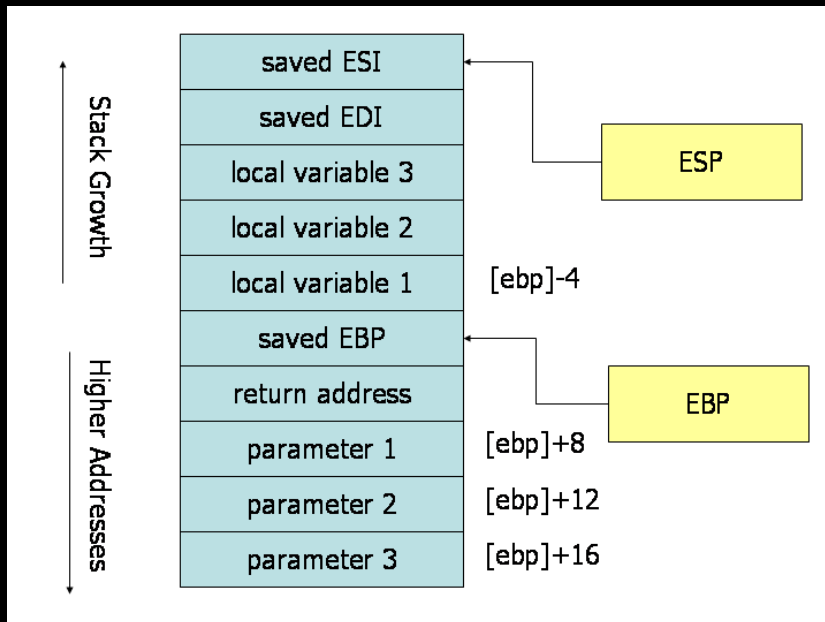 saved ESI
saved EDI
ESP
local variable 3
Stack Growth
local variable 2
local variable 1
[ebp]-4
saved EBP
return address
EBP
Higher Addresses
parameter 1
[ebp]+8
parameter 2
[ebp]+12
parameter 3
[ebp]+16